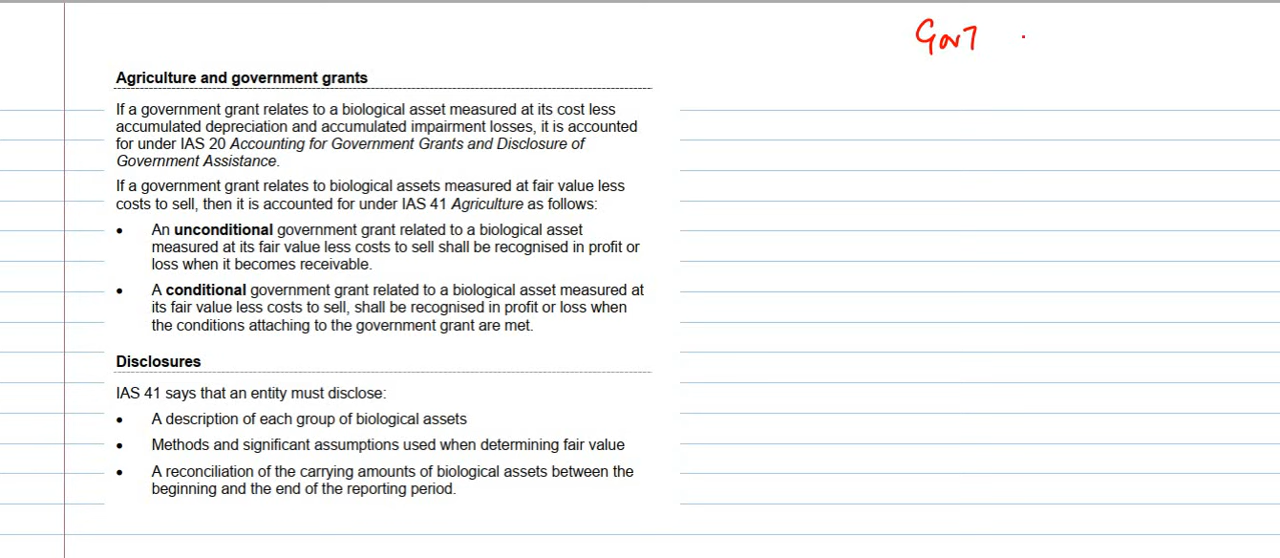 Gov7
Agriculture and government grants
If a government grant relates to a biological asset measured at its cost less
accumulated depreciation and accumulated impairment losses, it is accounted
for under IAS 20 Accounting for Government Grants and Disclosure of
Government Assistance.
If a government grant relates to biological assets measured at fair value less
costs to sell, then it is accounted for under IAS 41 Agriculture as follows:
• An unconditional government grant related to a biological asset
measured at its fair value less costs to sell shall be recognised in profit or
loss when it becomes receivable.
• A conditional government grant related to a biological asset measured at
its fair value less costs to sell, shall be recognised in profit or loss when
the conditions attaching to the government grant are met.
Disclosures
IAS 41 says that an entity must disclose:
• A description of each group of biological assets
• Methods and significant assumptions used when determining fair value
• A reconciliation of the carrying amounts of biological assets between the
beginning and the end of the reporting period.